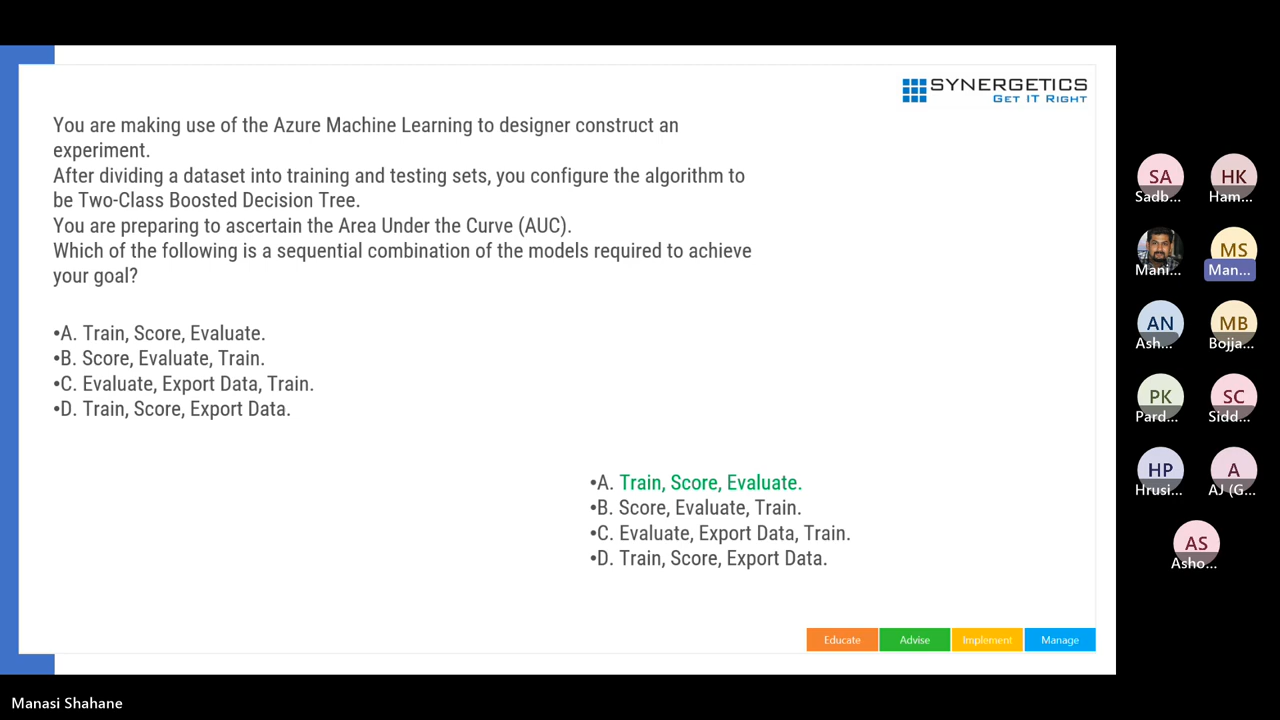 SYNERGETICS
GET IT RIGHT
You are making use of the Azure Machine Learning to designer construct an
experiment.
After dividing a dataset into training and testing sets, you configure the algorithm to
be Two-Class Boosted Decision Tree.
You are preparing to ascertain the Area Under the Curve (AUC).
Which of the following is a sequential combination of the models required to achieve
your goal?
•A. Train, Score, Evaluate.
•B. Score, Evaluate, Train.
•C. Evaluate, Export Data, Train.
•D. Train, Score, Export Data.
•A. Train, Score, Evaluate.
•B. Score, Evaluate, Train.
•C. Evaluate, Export Data, Train.
•D. Train, Score, Export Data.
Educate Advise Implement Manage
SA HK
Sadb... Ham...
MS
Mani... Man...
AN MB
Ash... Bojja...
PK SC
Pard... Sidd...
HP A
Hrusi... AJ (G...
AS
Asho...
Manasi Shahane